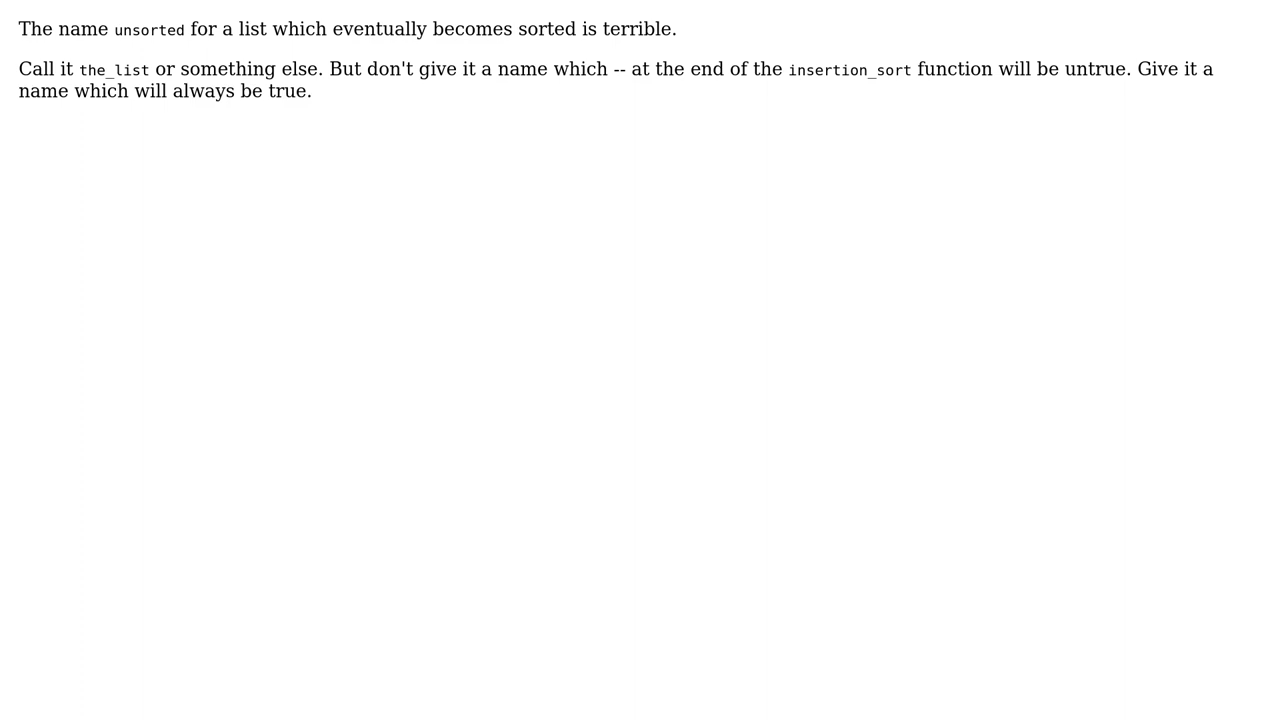 The name unsorted for a list which eventually becomes sorted is terrible.
Call it the_list or something else. But don't give it a name which -- at the end of the insertion_sort function will be untrue. Give it a
name which will always be true.